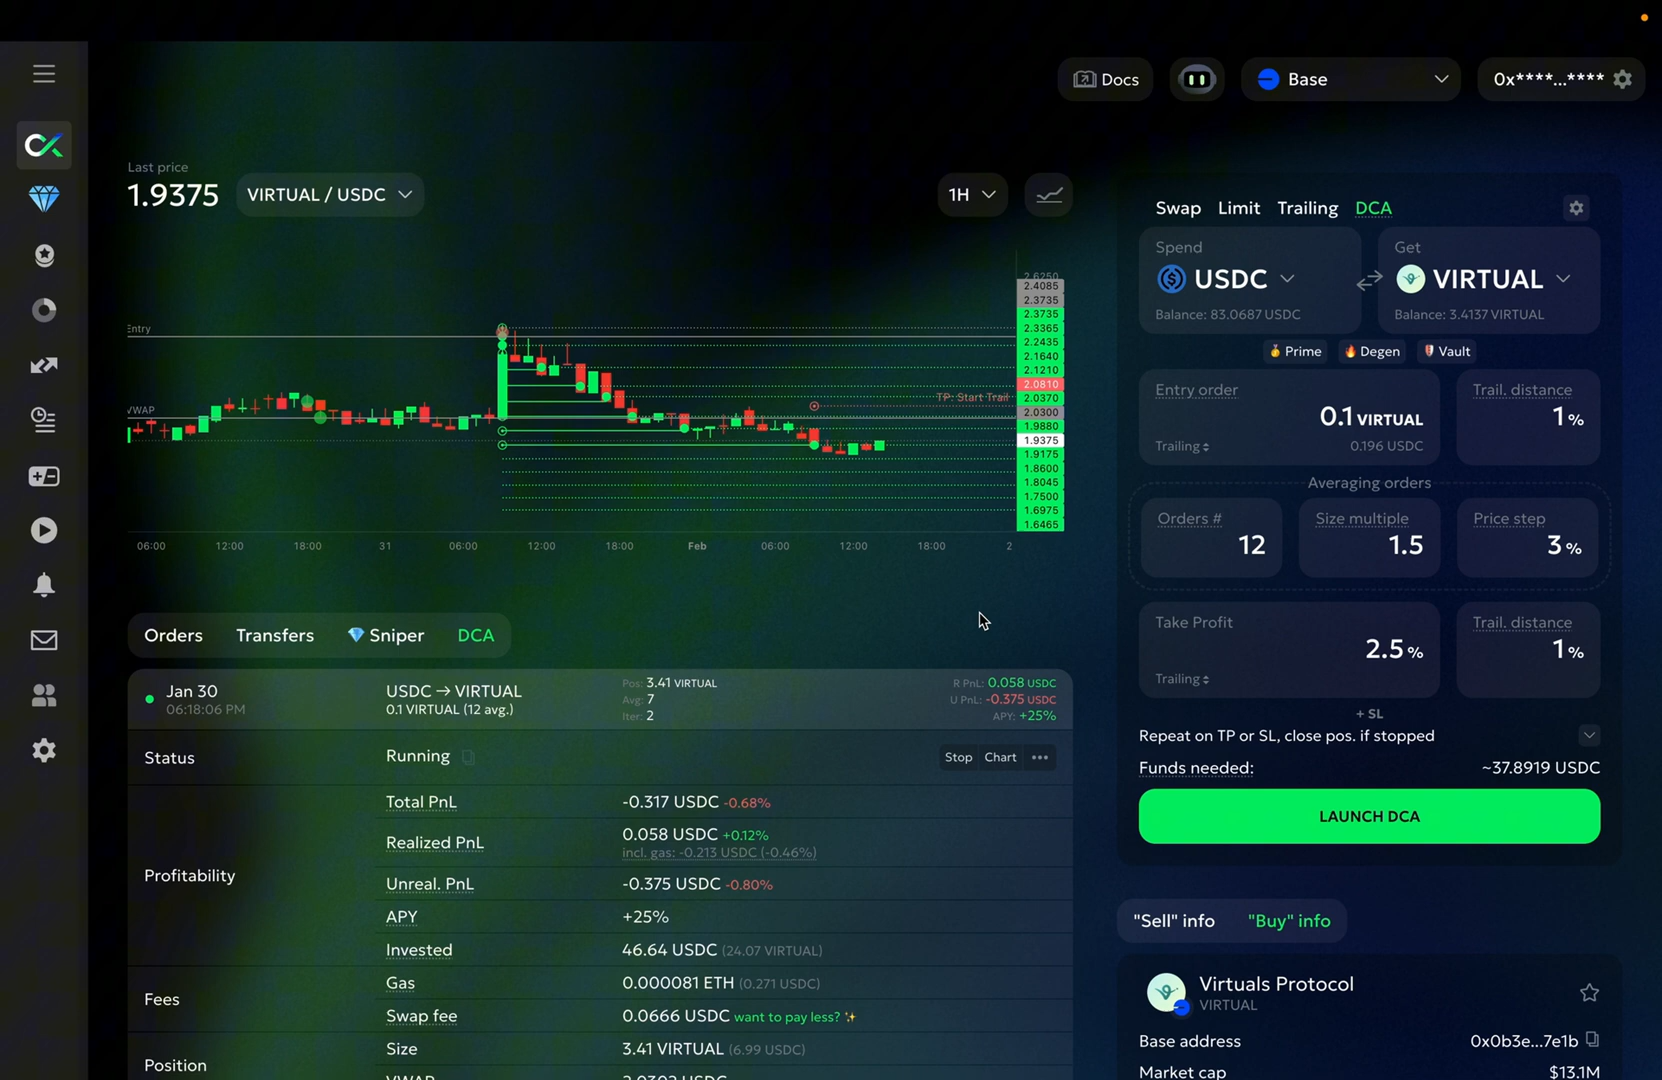 Docs
Base
0x****...****
Last price
1.9375
VIRTUAL / USDC
1H
Entry
VWAP
TP: Start Trail
2.6250
2.4085
2.3735
2.3735
2.3365
2.2435
2.1640
2.1210
2.0810
2.0370
2.0300
1.9880
1.9375
1.9175
1.8600
1.8045
1.7500
1.6975
1.6465
06:00 12:00 18:00 31 06:00 12:00 18:00 Feb 06:00 12:00 18:00 2
Orders Transfers Sniper DCA
Jan 30
06:18:06 PM
USDC → VIRTUAL
0.1 VIRTUAL (12 avg.)
Pos: 3.41 VIRTUAL
Avg: 7
Iter: 2
R PnL: 0.058 USDC
U PnL: -0.375 USDC
APY: +25%
Status Running Stop Chart
Profitability
Total PnL -0.317 USDC -0.68%
Realized PnL 0.058 USDC +0.12%
incl. gas: -0.213 USDC (-0.46%)
Unreal. PnL -0.375 USDC -0.80%
APY +25%
Invested 46.64 USDC (24.07 VIRTUAL)
Fees
Gas 0.000081 ETH (0.271 USDC)
Swap fee 0.0666 USDC want to pay less? ✨
Position
Size 3.41 VIRTUAL (6.99 USDC)
VWAP 2.0302 USDC
Swap Limit Trailing DCA
Spend
USDC
Balance: 83.0687 USDC
Get
VIRTUAL
Balance: 3.4137 VIRTUAL
Prime Degen Vault
Entry order
0.1 VIRTUAL
Trailing 0.196 USDC
Trail. distance
1 %
Averaging orders
Orders #
12
Size multiple
1.5
Price step
3 %
Take Profit
2.5 %
Trailing
Trail. distance
1 %
+ SL
Repeat on TP or SL, close pos. if stopped
Funds needed: ~37.8919 USDC
LAUNCH DCA
"Sell" info "Buy" info
Virtuals Protocol
VIRTUAL
Base address 0x0b3e...7e1b
Market cap $13.1M